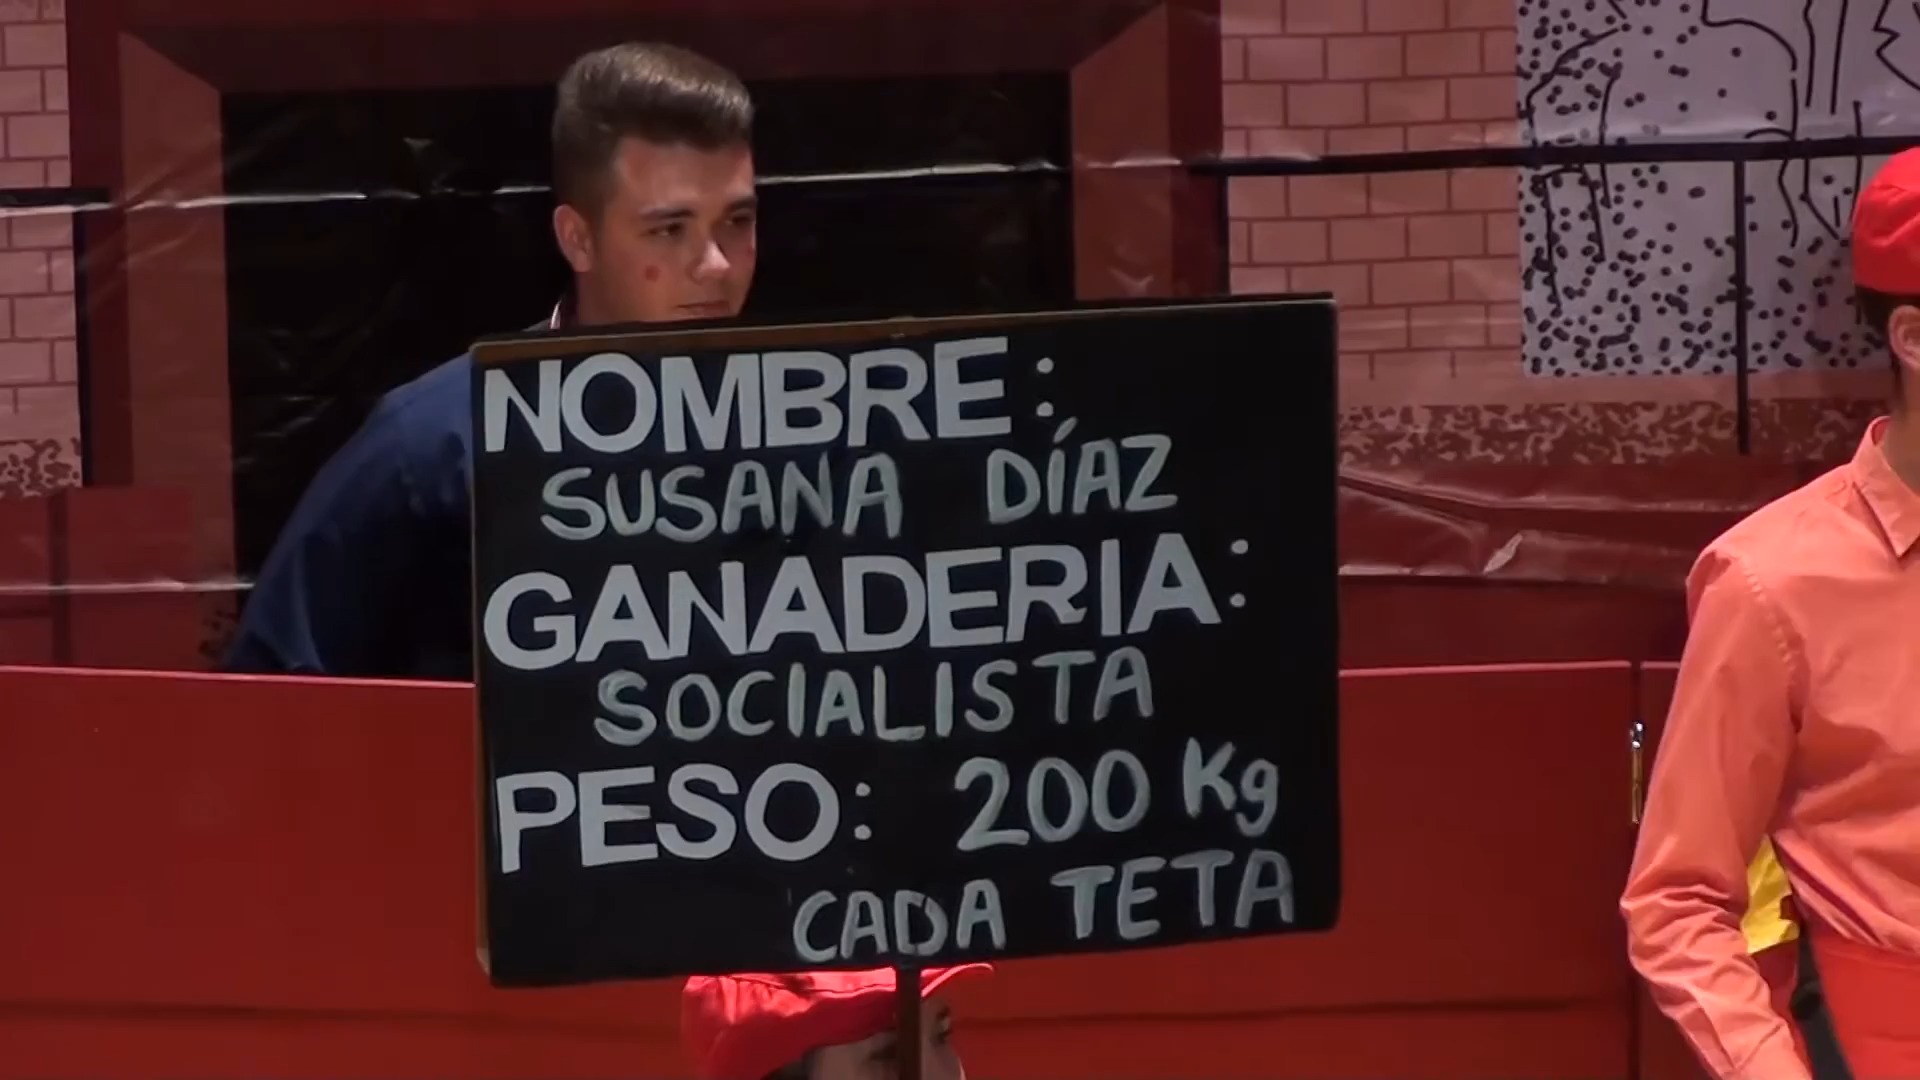 NOMBRE:
SUSANA DÍAZ
GANADERIA:
SOCIALISTA
PESO: 200 Kg
CADA TETA